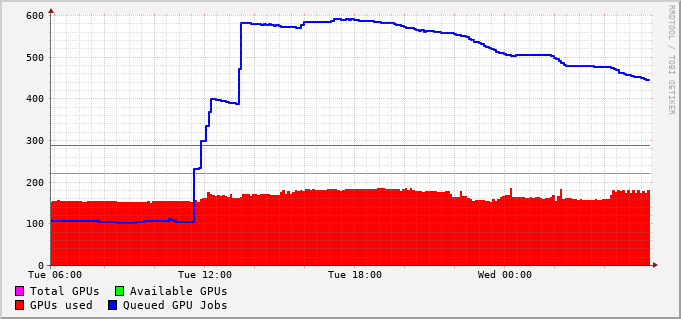 600
500
400
300
200
100
0
Tue 06:00 Tue 12:00 Tue 18:00 Wed 00:00
Total GPUs Available GPUs
GPUs used Queued GPU Jobs
RRDTOOL / TOBI OETIKER